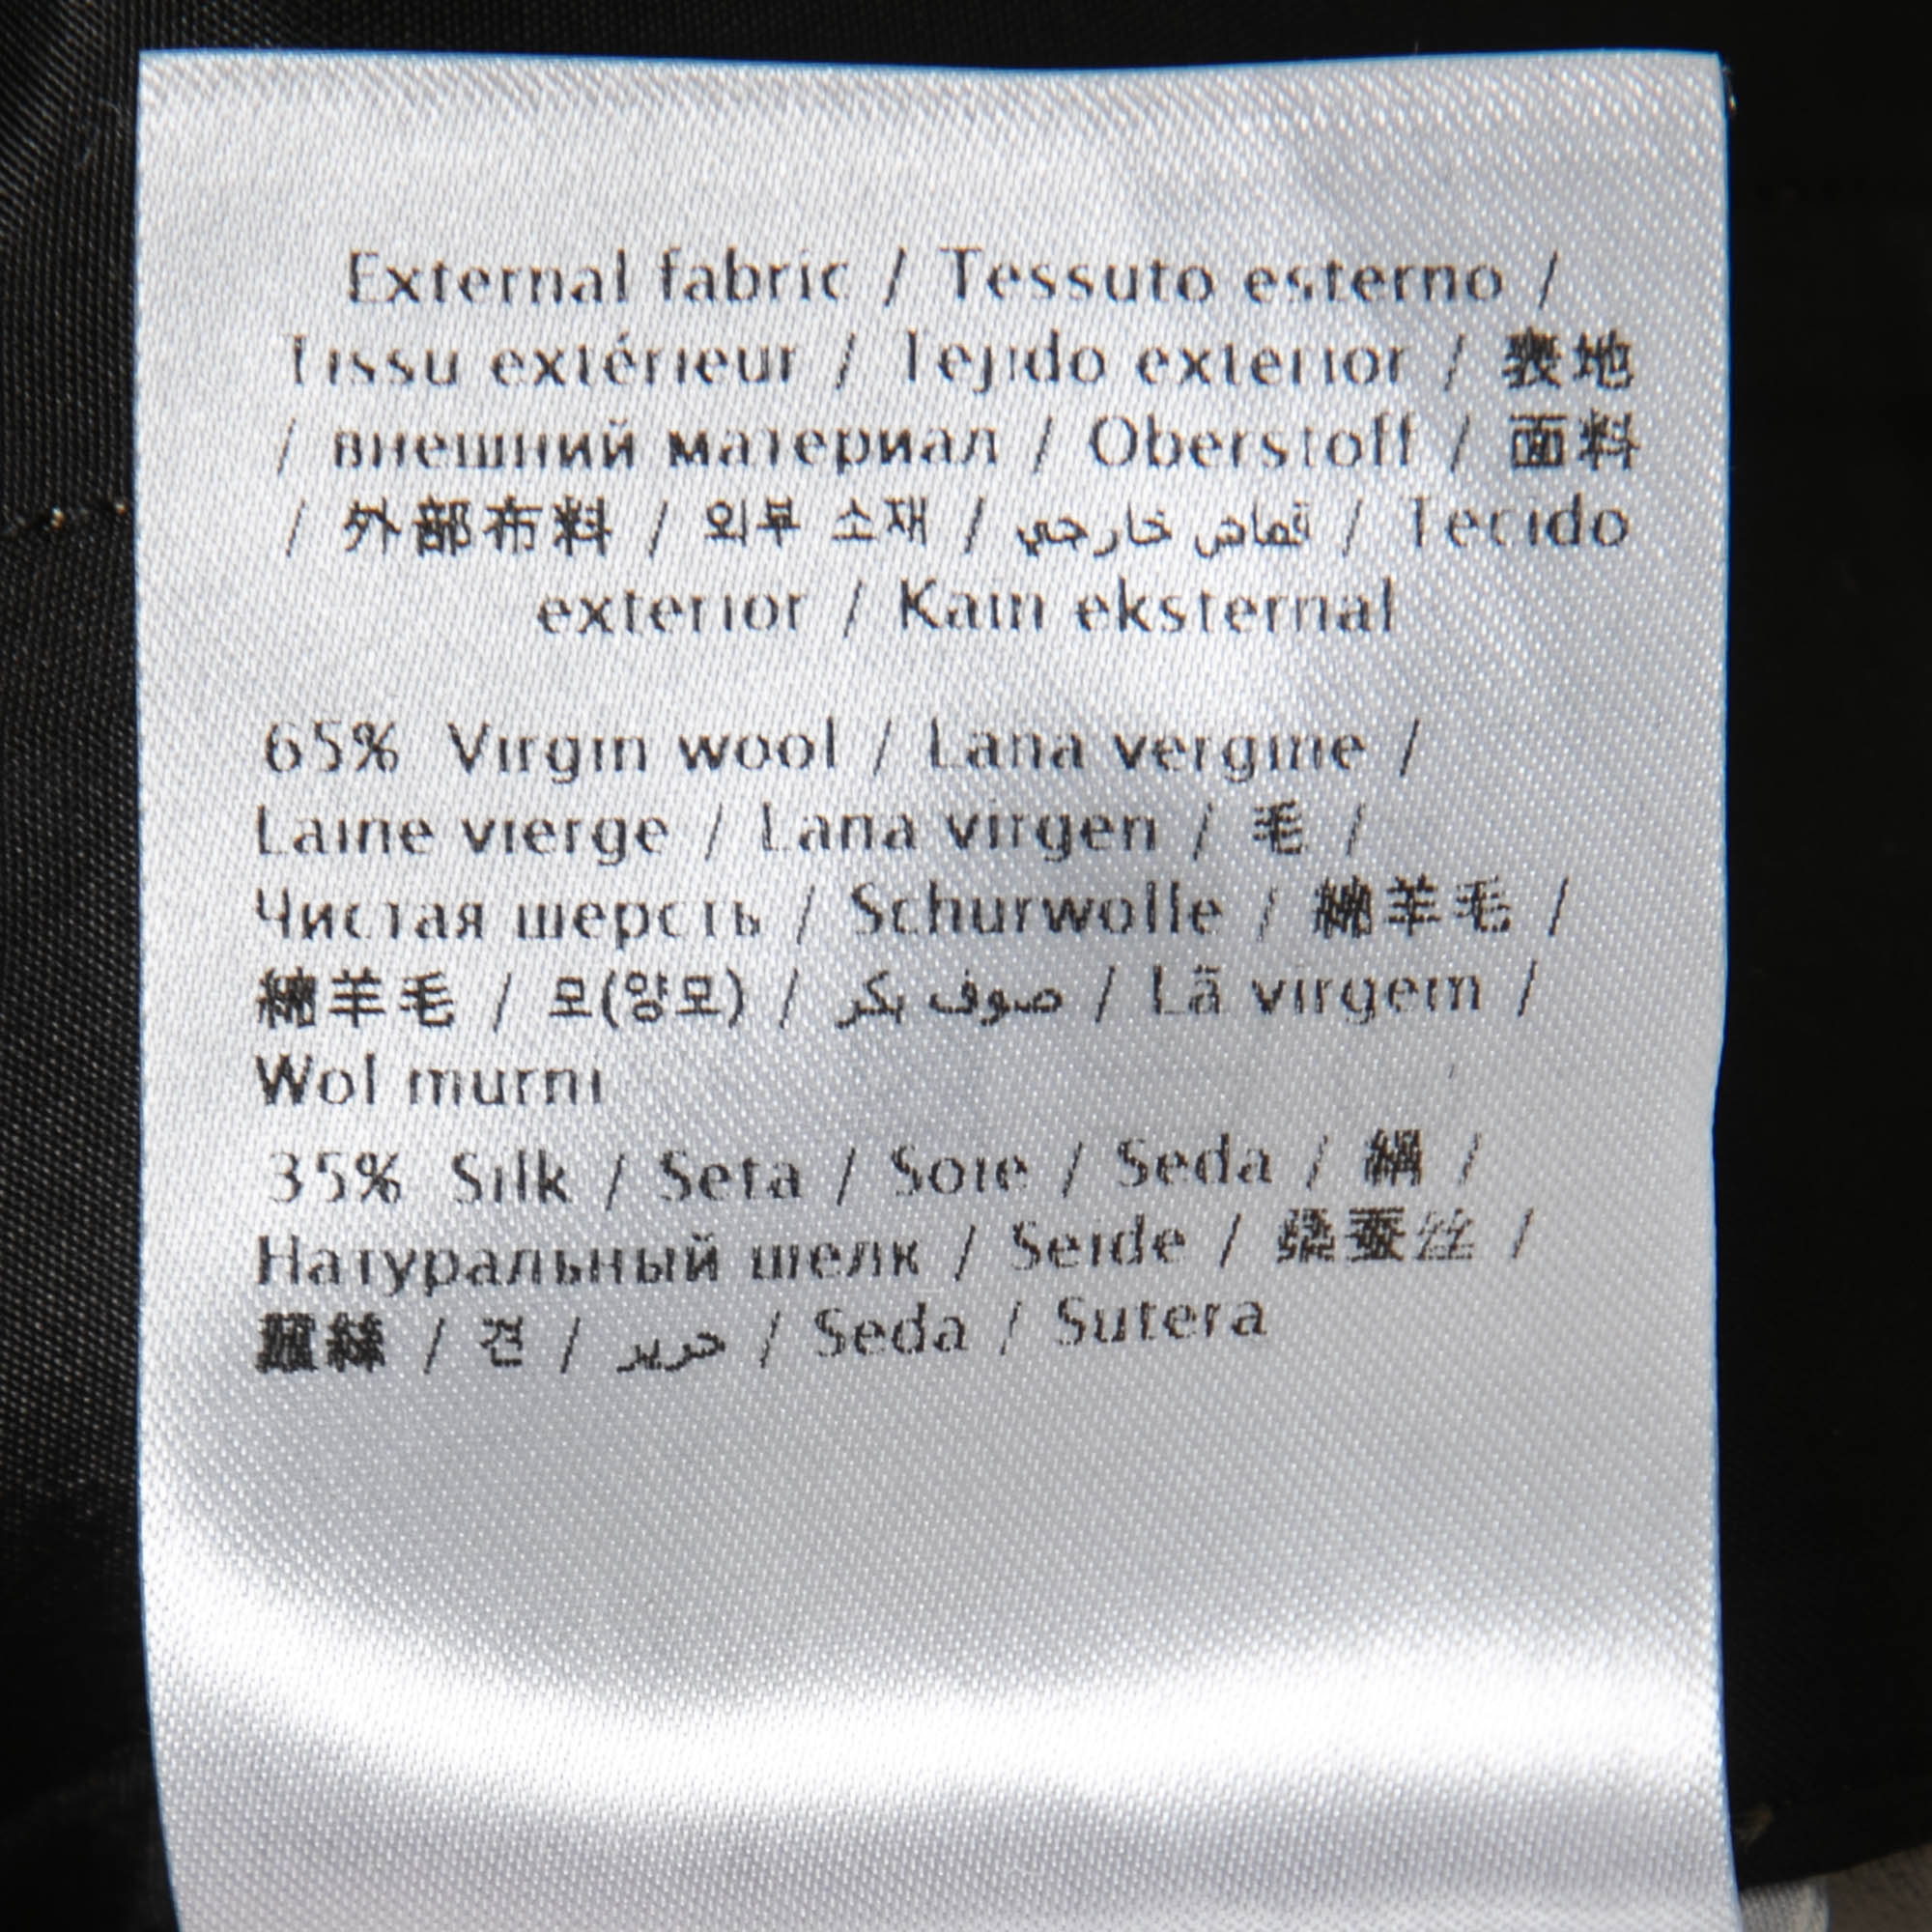 External fabric / Tessuto esterno /
Tissu extérieur / Tejido exterior / 表地
/ внешний материал / Oberstoff / 面料
/ 外部布料 / 외부 소재 / قماش خارجي / Tecido
exterior / Kain eksternal
65% Virgin wool / Lana vergine /
Laine vierge / Lana virgen / 毛 /
Чистая шерсть / Schurwolle / 绵羊毛 /
綿羊毛 / 모(양모) / صوف بكر / Lã virgem /
Wol murni
35% Silk / Seta / Soie / Seda / 絹 /
Натуральный шелк / Seide / 桑蚕丝 /
蠶絲 / 견 / حرير / Seda / Sutera